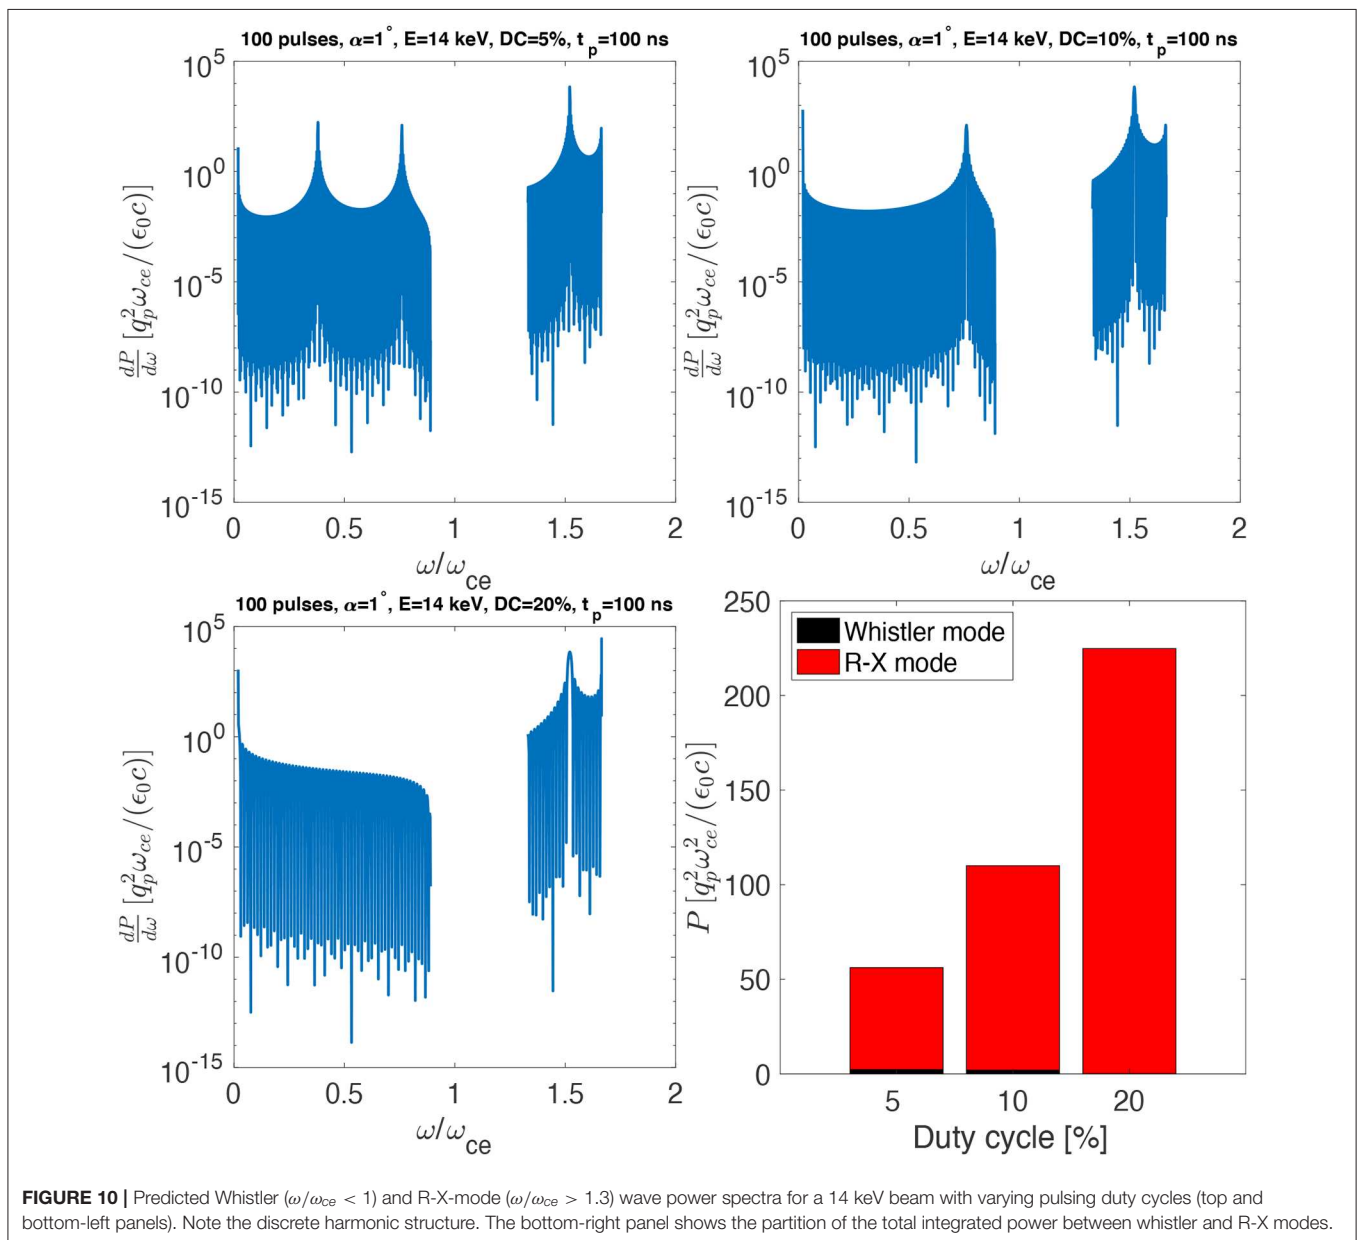 100 pulses, α=1°, E=14 keV, DC=5%, t_p=100 ns
10^5
10^0
10^-5
10^-10
10^-15
dP/dω [q_p^2 ω_ce/(ϵ_0 c)]
0 0.5 1 1.5 2
ω/ω_ce
100 pulses, α=1°, E=14 keV, DC=10%, t_p=100 ns
10^5
10^0
10^-5
10^-10
10^-15
dP/dω [q_p^2 ω_ce/(ϵ_0 c)]
0 0.5 1 1.5 2
ω/ω_ce
100 pulses, α=1°, E=14 keV, DC=20%, t_p=100 ns
10^5
10^0
10^-5
10^-10
10^-15
dP/dω [q_p^2 ω_ce/(ϵ_0 c)]
0 0.5 1 1.5 2
ω/ω_ce
Whistler mode
R-X mode
250
200
150
100
50
0
P [q_p^2 ω_ce^2/(ϵ_0 c)]
5 10 20
Duty cycle [%]
FIGURE 10 | Predicted Whistler (ω/ω_ce < 1) and R-X-mode (ω/ω_ce > 1.3) wave power spectra for a 14 keV beam with varying pulsing duty cycles (top and
bottom-left panels). Note the discrete harmonic structure. The bottom-right panel shows the partition of the total integrated power between whistler and R-X modes.